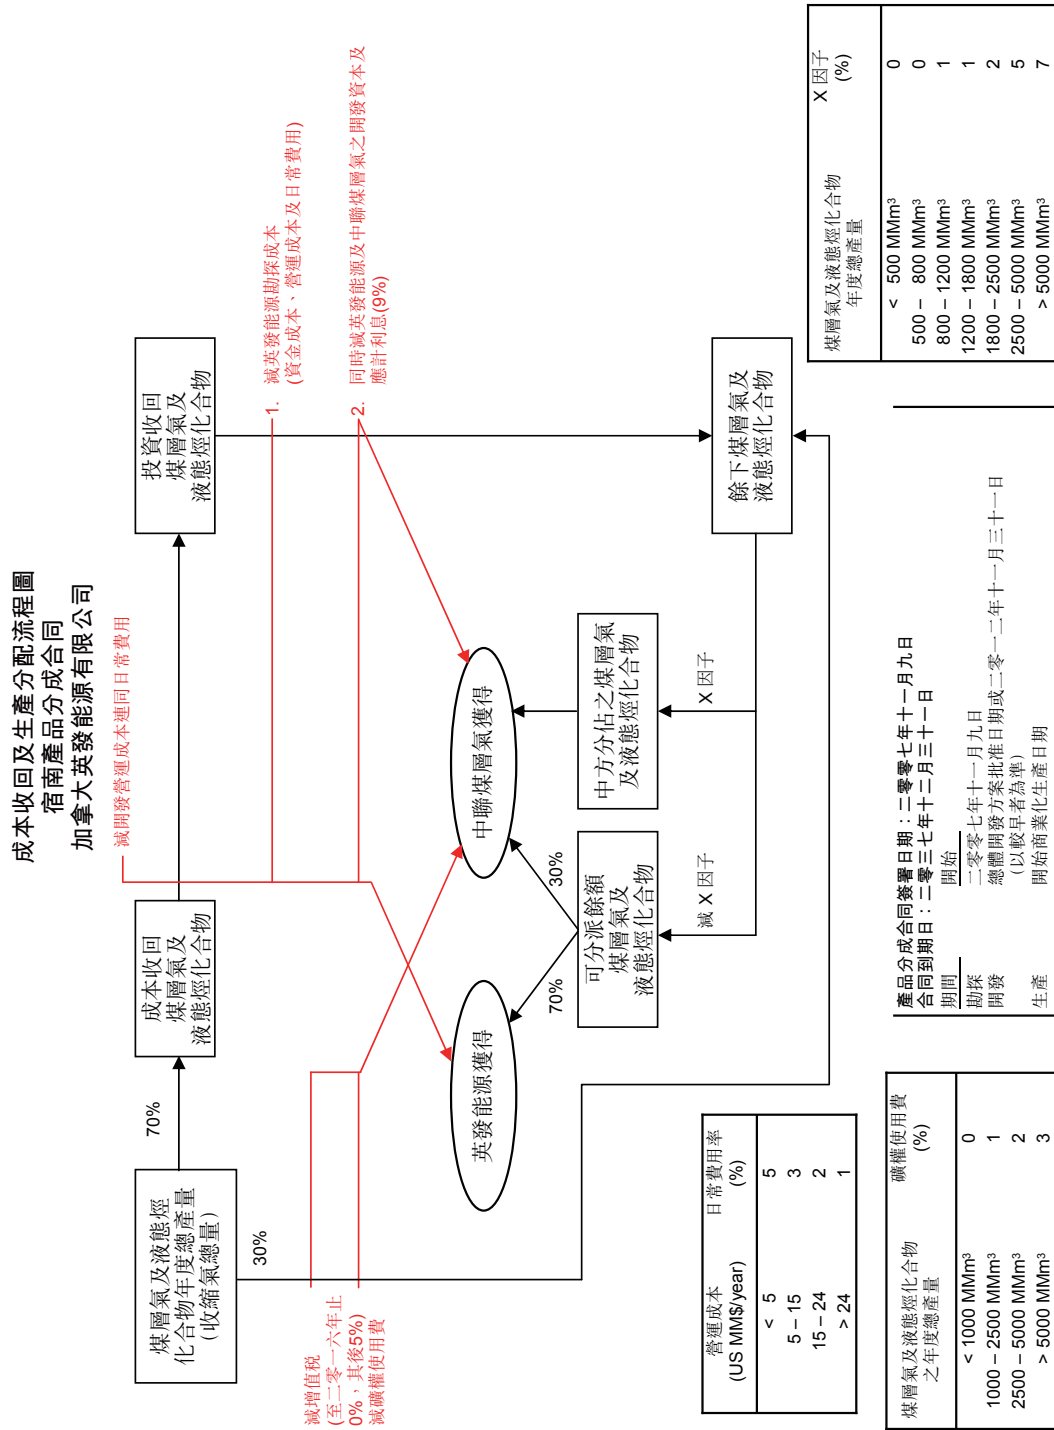 成本收回及生產分配流程圖
宿南產品分成合同
加拿大英發能源有限公司
煤層氣及液態烴
化合物年度總產量
（收縮氣總量）
70%
30%
成本收回
煤層氣及
液態烴化合物
投資收回
煤層氣及
液態烴化合物
減開發營運成本連同日常費用
1. 減英發能源勘探成本
(資金成本、營運成本及日常費用)
2. 同時減英發能源及中聯煤層氣之開發資本及
應計利息(9%)
減增值税
(至二零一六年止
0%，其後5%)
減礦權使用費
英發能源獲得
中聯煤層氣獲得
70%
30%
可分派餘額
煤層氣及
液態烴化合物
中方分佔之煤層氣
及液態烴化合物
減 X 因子
X 因子
餘下煤層氣及
液態烴化合物
營運成本 日常費用率
(US MM$/year) (%)
< 5 5
5 – 15 3
15 – 24 2
> 24 1
煤層氣及液態烴化合物 礦權使用費
之年度總產量 (%)
< 1000 MMm³ 0
1000 – 2500 MMm³ 1
2500 – 5000 MMm³ 2
> 5000 MMm³ 3
產品分成合同簽署日期：二零零七年十一月九日
合同到期日：二零三七年十二月三十一日
期間 開始
勘探 二零零七年十一月九日
開發 總體開發方案批准日期或二零一二年十一月三十一日
(以較早者為準)
生產 開始商業化生產日期
煤層氣及液態烴化合物 X 因子
年度總產量 (%)
< 500 MMm³ 0
500 – 800 MMm³ 0
800 – 1200 MMm³ 1
1200 – 1800 MMm³ 1
1800 – 2500 MMm³ 2
2500 – 5000 MMm³ 5
> 5000 MMm³ 7